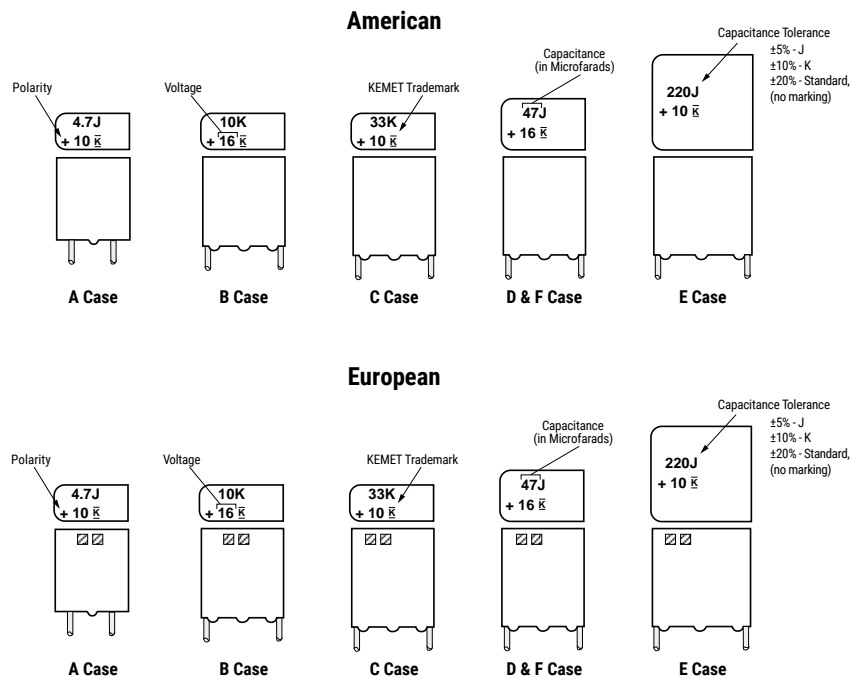 American
Capacitance Tolerance
±5% - J
±10% - K
±20% - Standard,
(no marking)
Capacitance
(in Microfarads)
Polarity
Voltage
KEMET Trademark
4.7J
+ 10 K
10K
+ 16 K
33K
+ 10 K
47J
+ 16 K
220J
+ 10 K
A Case
B Case
C Case
D & F Case
E Case
European
Capacitance Tolerance
±5% - J
±10% - K
±20% - Standard,
(no marking)
Capacitance
(in Microfarads)
Polarity
Voltage
KEMET Trademark
4.7J
+ 10 K
10K
+ 16 K
33K
+ 10 K
47J
+ 16 K
220J
+ 10 K
A Case
B Case
C Case
D & F Case
E Case